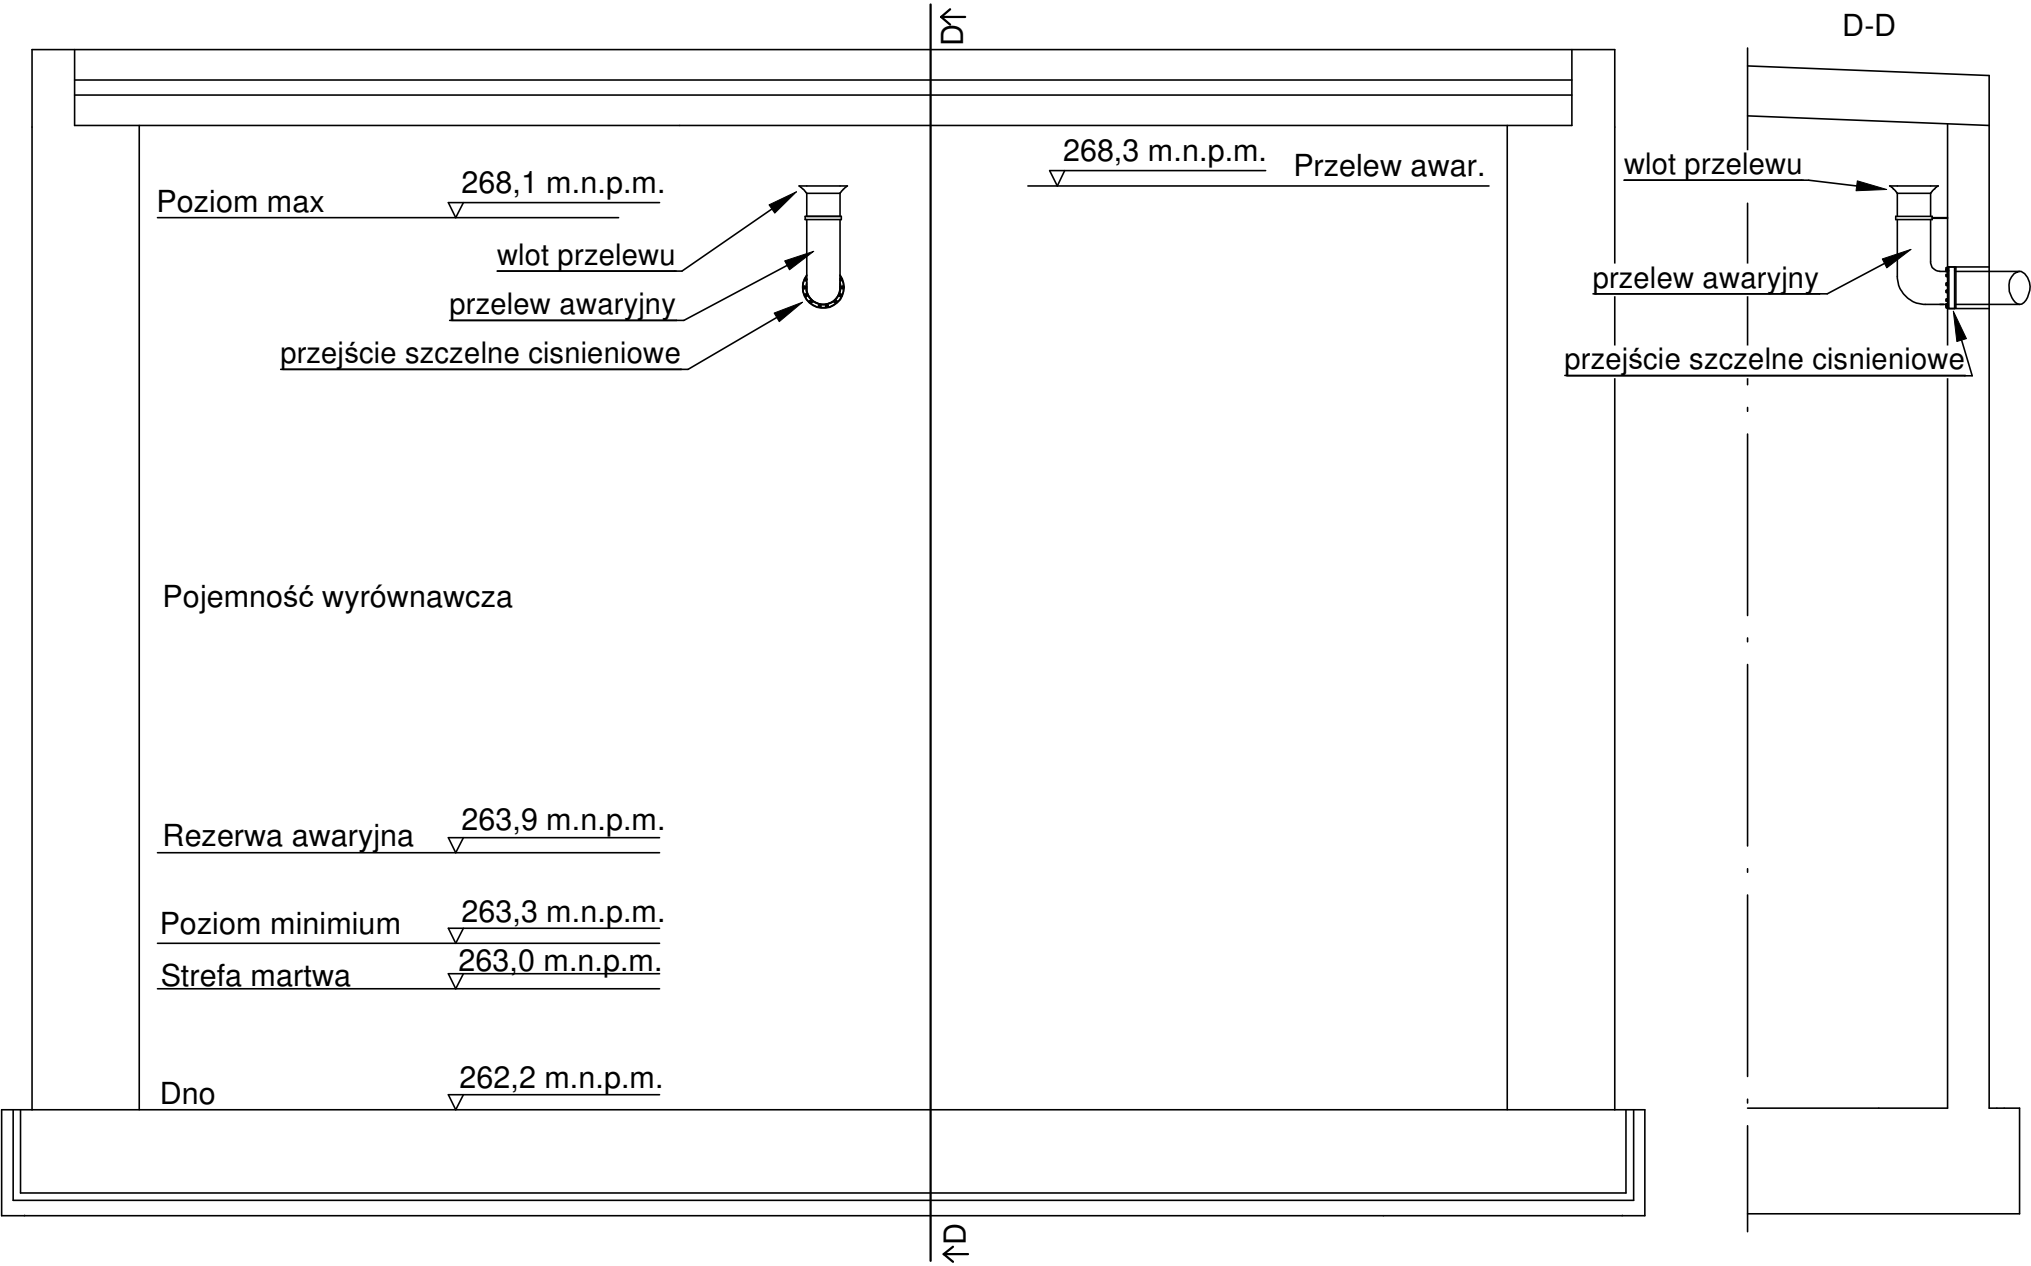 D
D-D
268,3 m.n.p.m. Przelew awar.
wlot przelewu
Poziom max 268,1 m.n.p.m.
wlot przelewu
przelew awaryjny
przelew awaryjny
przejście szczelne cisnieniowe
przejście szczelne cisnieniowe
Pojemność wyrównawcza
Rezerwa awaryjna 263,9 m.n.p.m.
Poziom minimium 263,3 m.n.p.m.
Strefa martwa 263,0 m.n.p.m.
Dno 262,2 m.n.p.m.
D